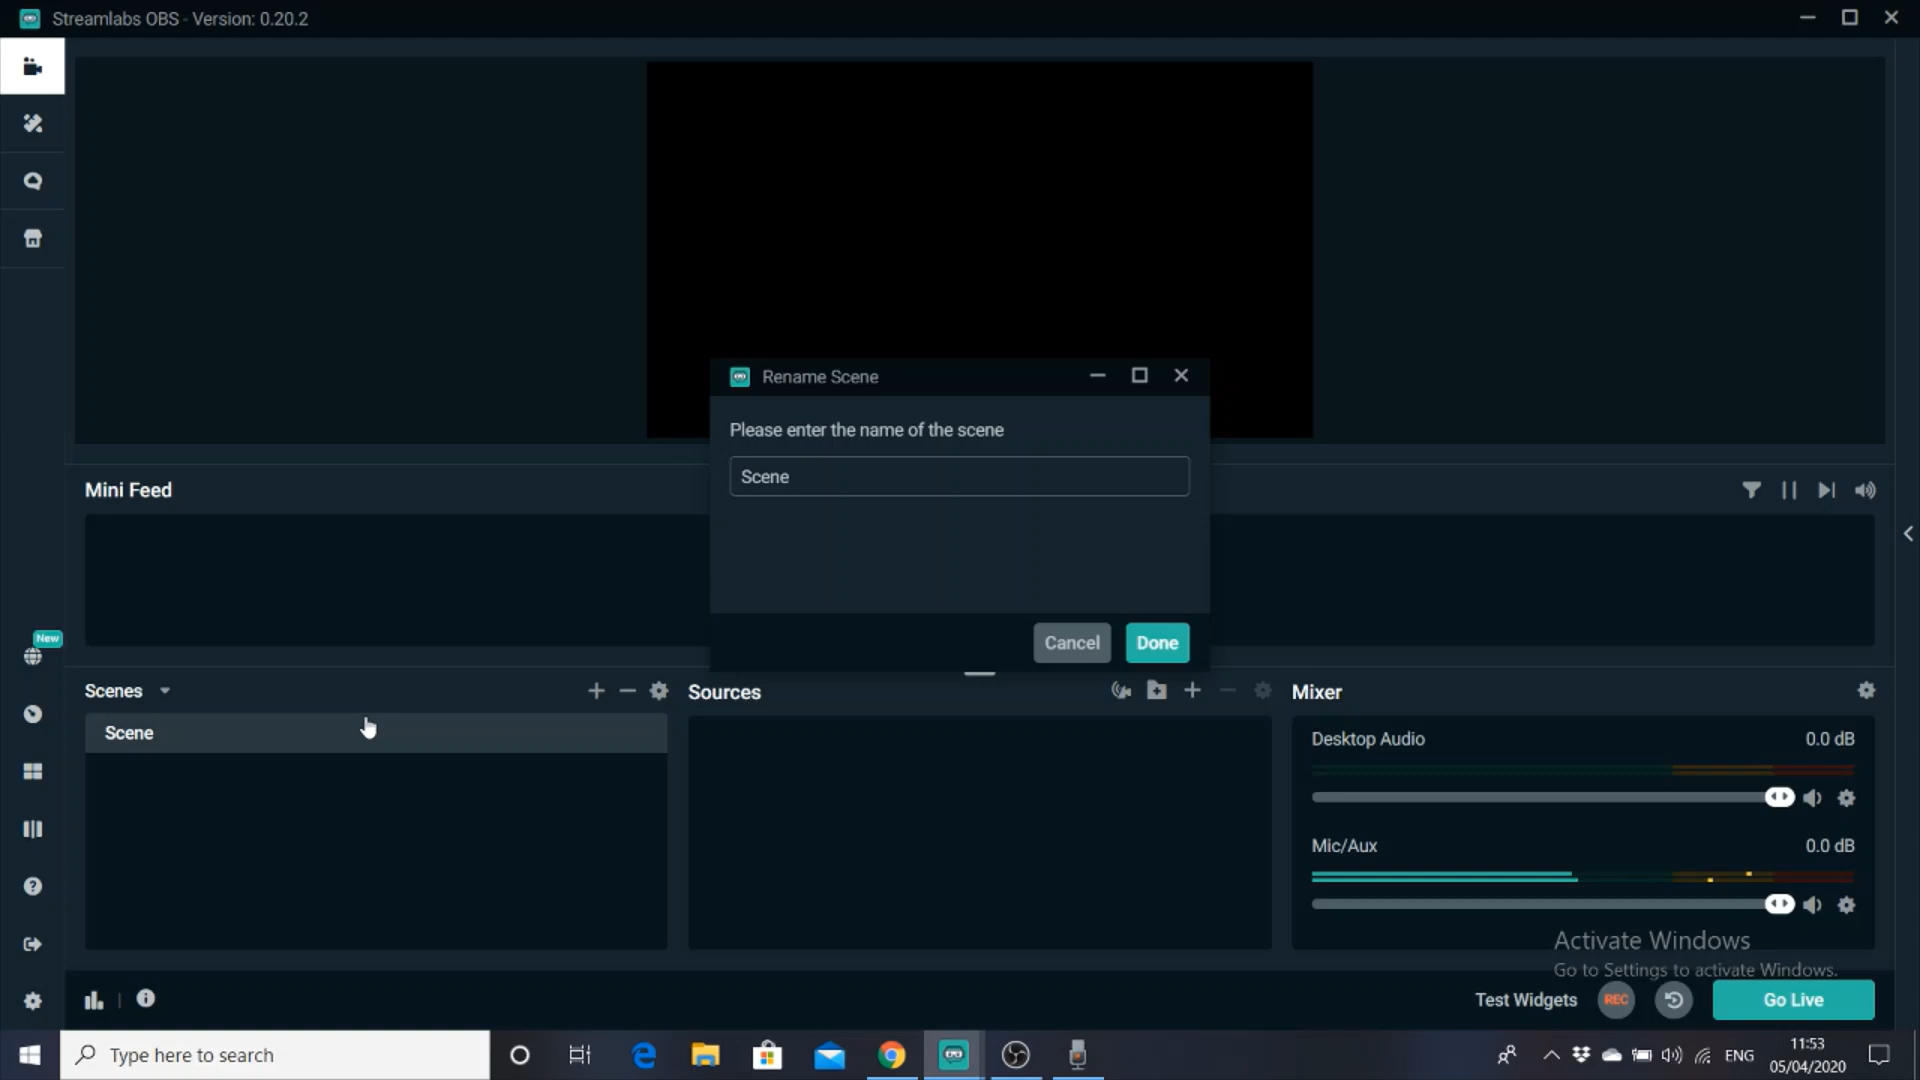 Streamlabs OBS - Version: 0.20.2
Rename Scene
Please enter the name of the scene
Scene
Cancel
Done
Mini Feed
New
Scenes
Scene
Sources
Mixer
Desktop Audio
0.0 dB
Mic/Aux
0.0 dB
Activate Windows
Go to Settings to activate Windows.
Test Widgets
REC
Go Live
Type here to search
ENG
11:53
05/04/2020